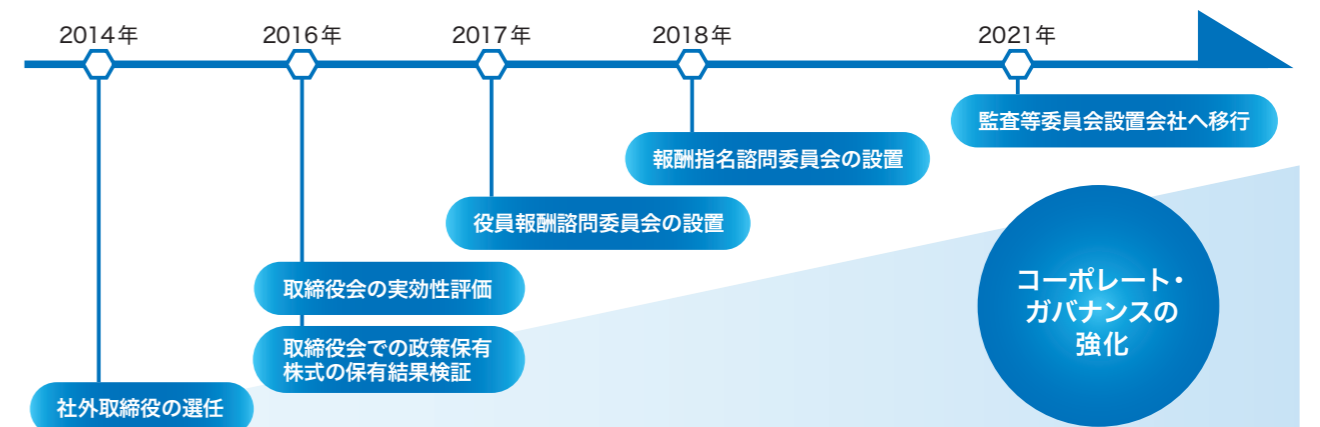 2014年
2016年
2017年
2018年
2021年
監査等委員会設置会社へ移行
報酬指名諮問委員会の設置
役員報酬諮問委員会の設置
取締役会の実効性評価
取締役会での政策保有
株式の保有結果検証
社外取締役の選任
コーポレート・
ガバナンスの
強化